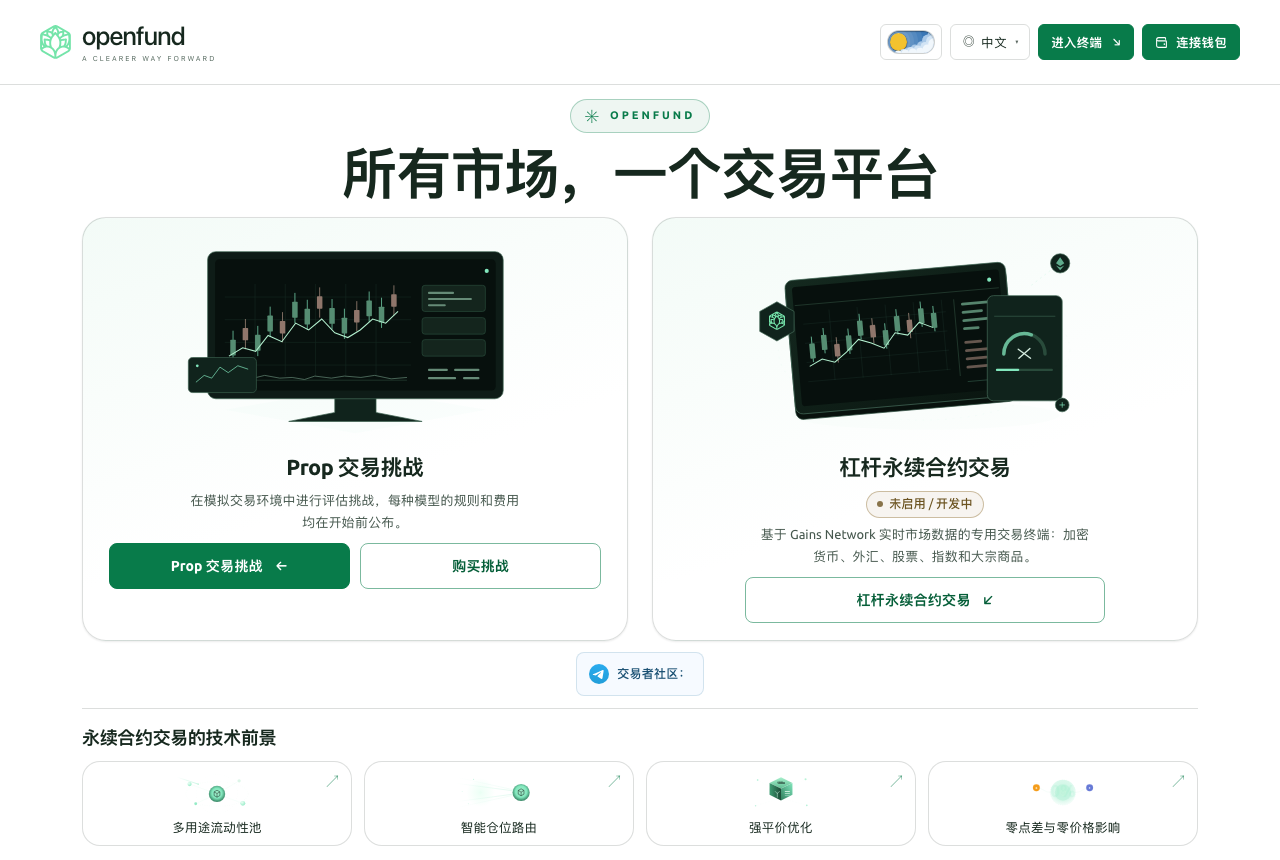 openfund
A CLEARER WAY FORWARD
中文
进入终端
连接钱包
OPENFUND
所有市场，一个交易平台
Prop 交易挑战
在模拟交易环境中进行评估挑战，每种模型的规则和费用
均在开始前公布。
Prop 交易挑战
购买挑战
杠杆永续合约交易
未启用 / 开发中
基于 Gains Network 实时市场数据的专用交易终端：加密
货币、外汇、股票、指数和大宗商品。
杠杆永续合约交易
交易者社区：
永续合约交易的技术前景
多用途流动性池
智能仓位路由
强平价优化
零点差与零价格影响